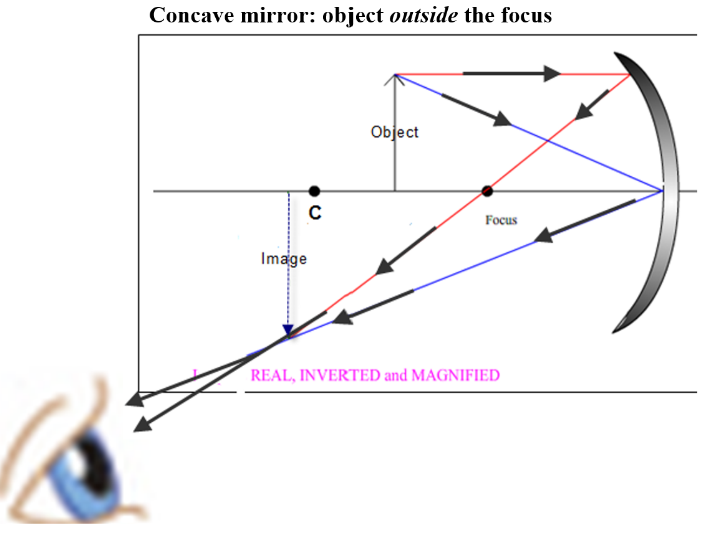 Concave mirror: object outside the focus
Object
C
Focus
Image
REAL, INVERTED and MAGNIFIED